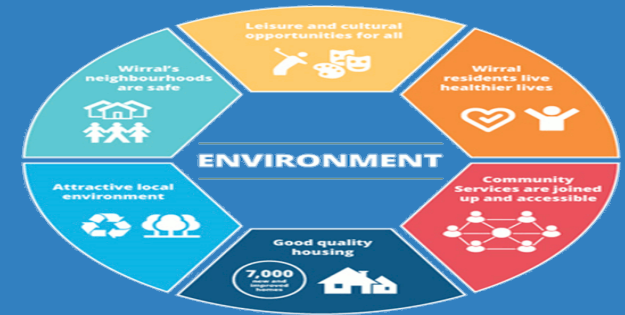 Leisure and cultural
opportunities for all
Wirral's
neighbourhoods
are safe
Wirral
residents live
healthier lives
ENVIRONMENT
Attractive local
environment
Community
Services are joined
up and accessible
Good quality
housing
7,000
new and
improved
homes